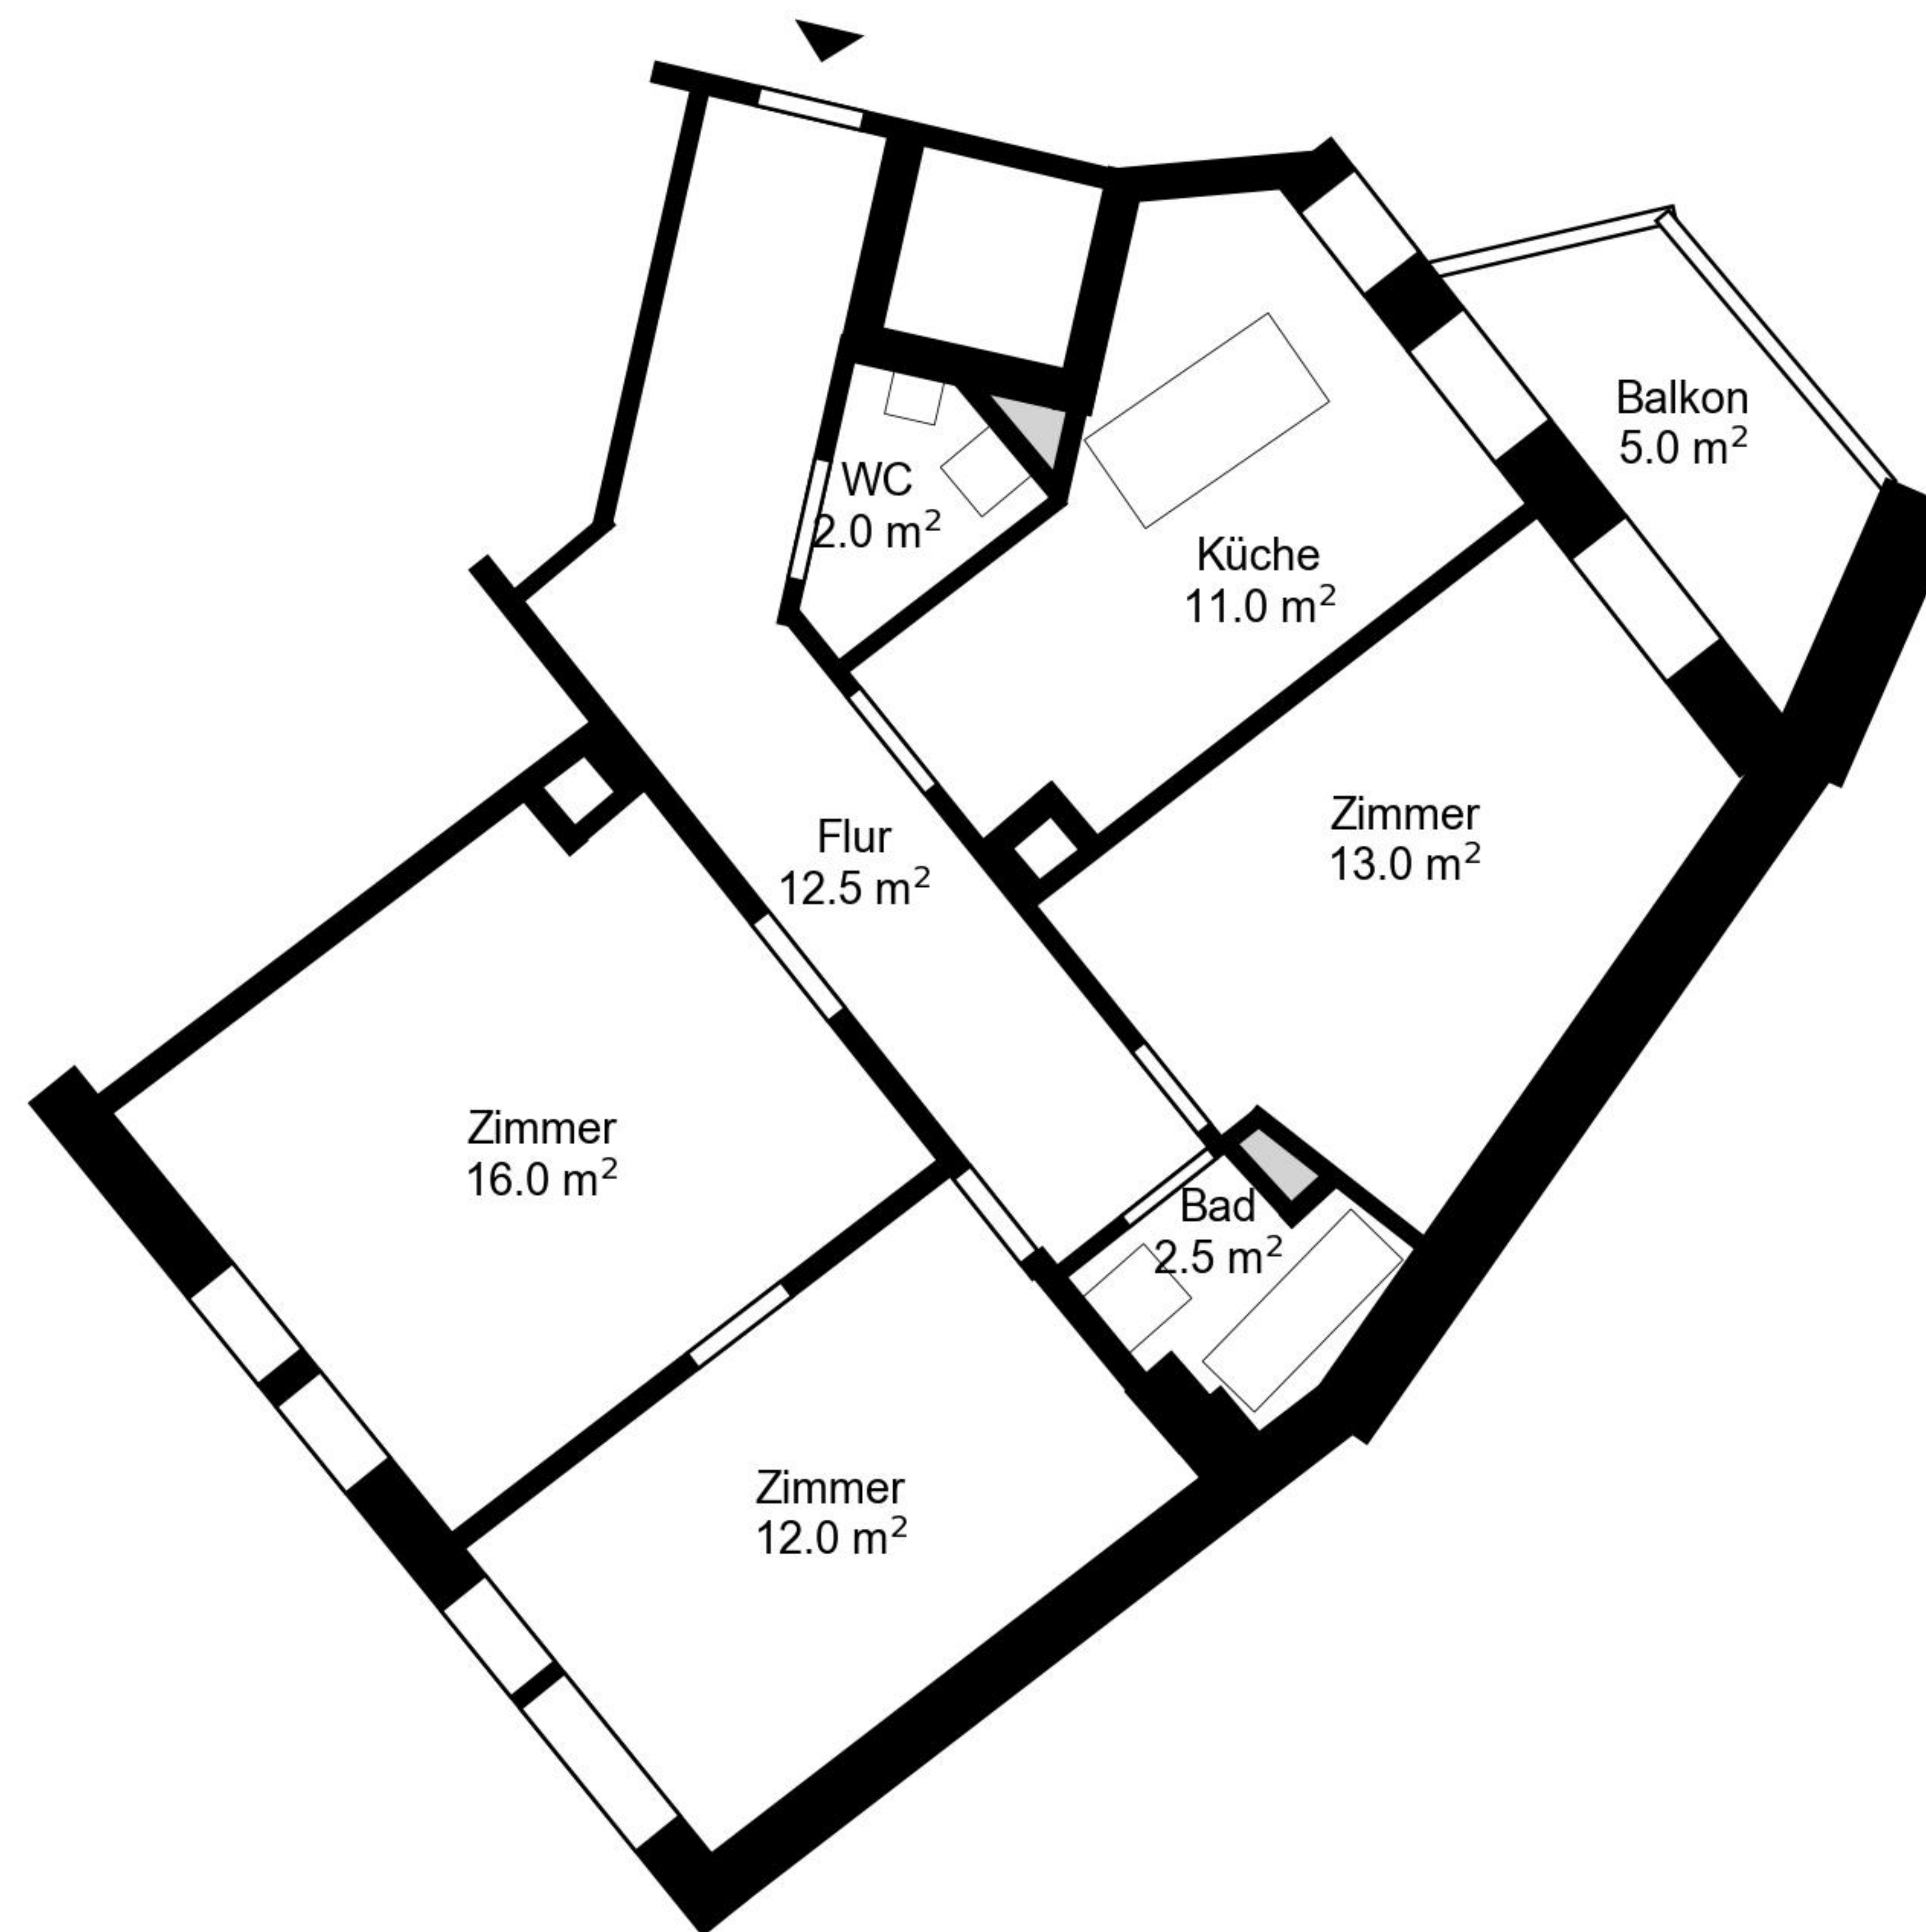 Balkon
5.0 m²
WC
2.0 m²
Küche
11.0 m²
Zimmer
13.0 m²
Flur
12.5 m²
Zimmer
16.0 m²
Bad
2.5 m²
Zimmer
12.0 m²